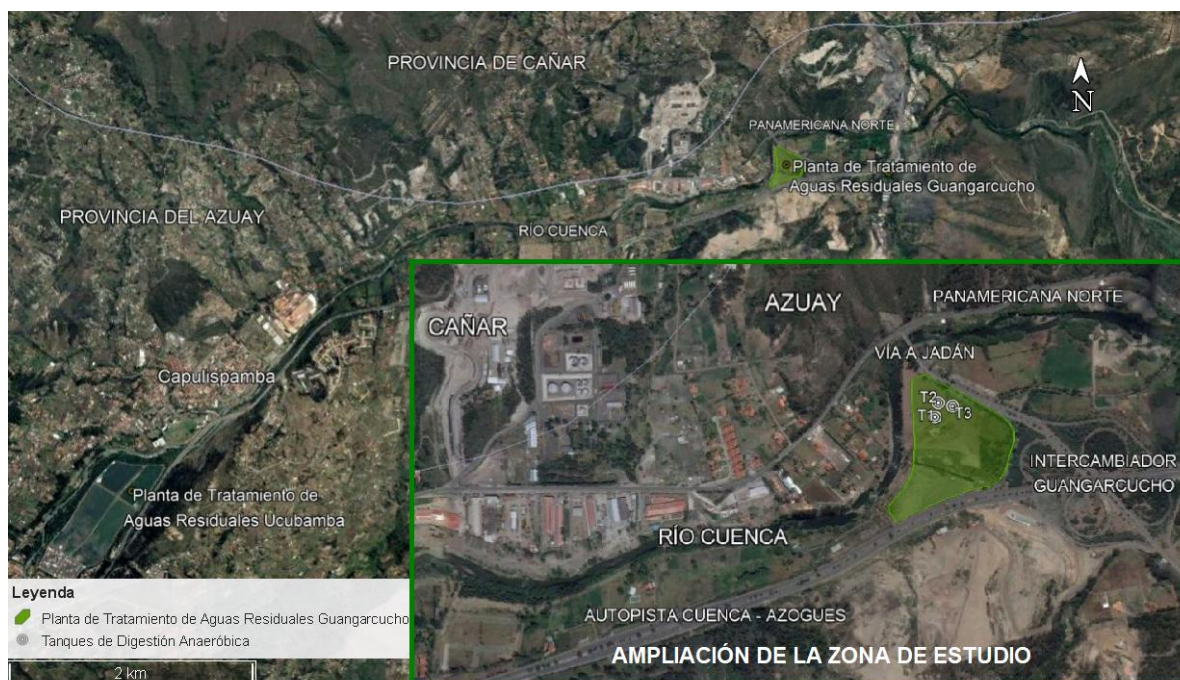 PROVINCIA DE CAÑAR
N
PANAMERICANA NORTE
Planta de Tratamiento de
Aguas Residuales Guangarcucho
PROVINCIA DEL AZUAY
RÍO CUENCA
Capulispamba
Planta de Tratamiento de
Aguas Residuales Ucubamba
Leyenda
Planta de Tratamiento de Aguas Residuales Guangarcucho
Tanques de Digestión Anaeróbica
2 km
CAÑAR
AZUAY
PANAMERICANA NORTE
VÍA A JADÁN
T2
T1
T3
INTERCAMBIADOR
GUANGARCUCHO
RÍO CUENCA
AUTOPISTA CUENCA - AZOGUES
AMPLIACIÓN DE LA ZONA DE ESTUDIO